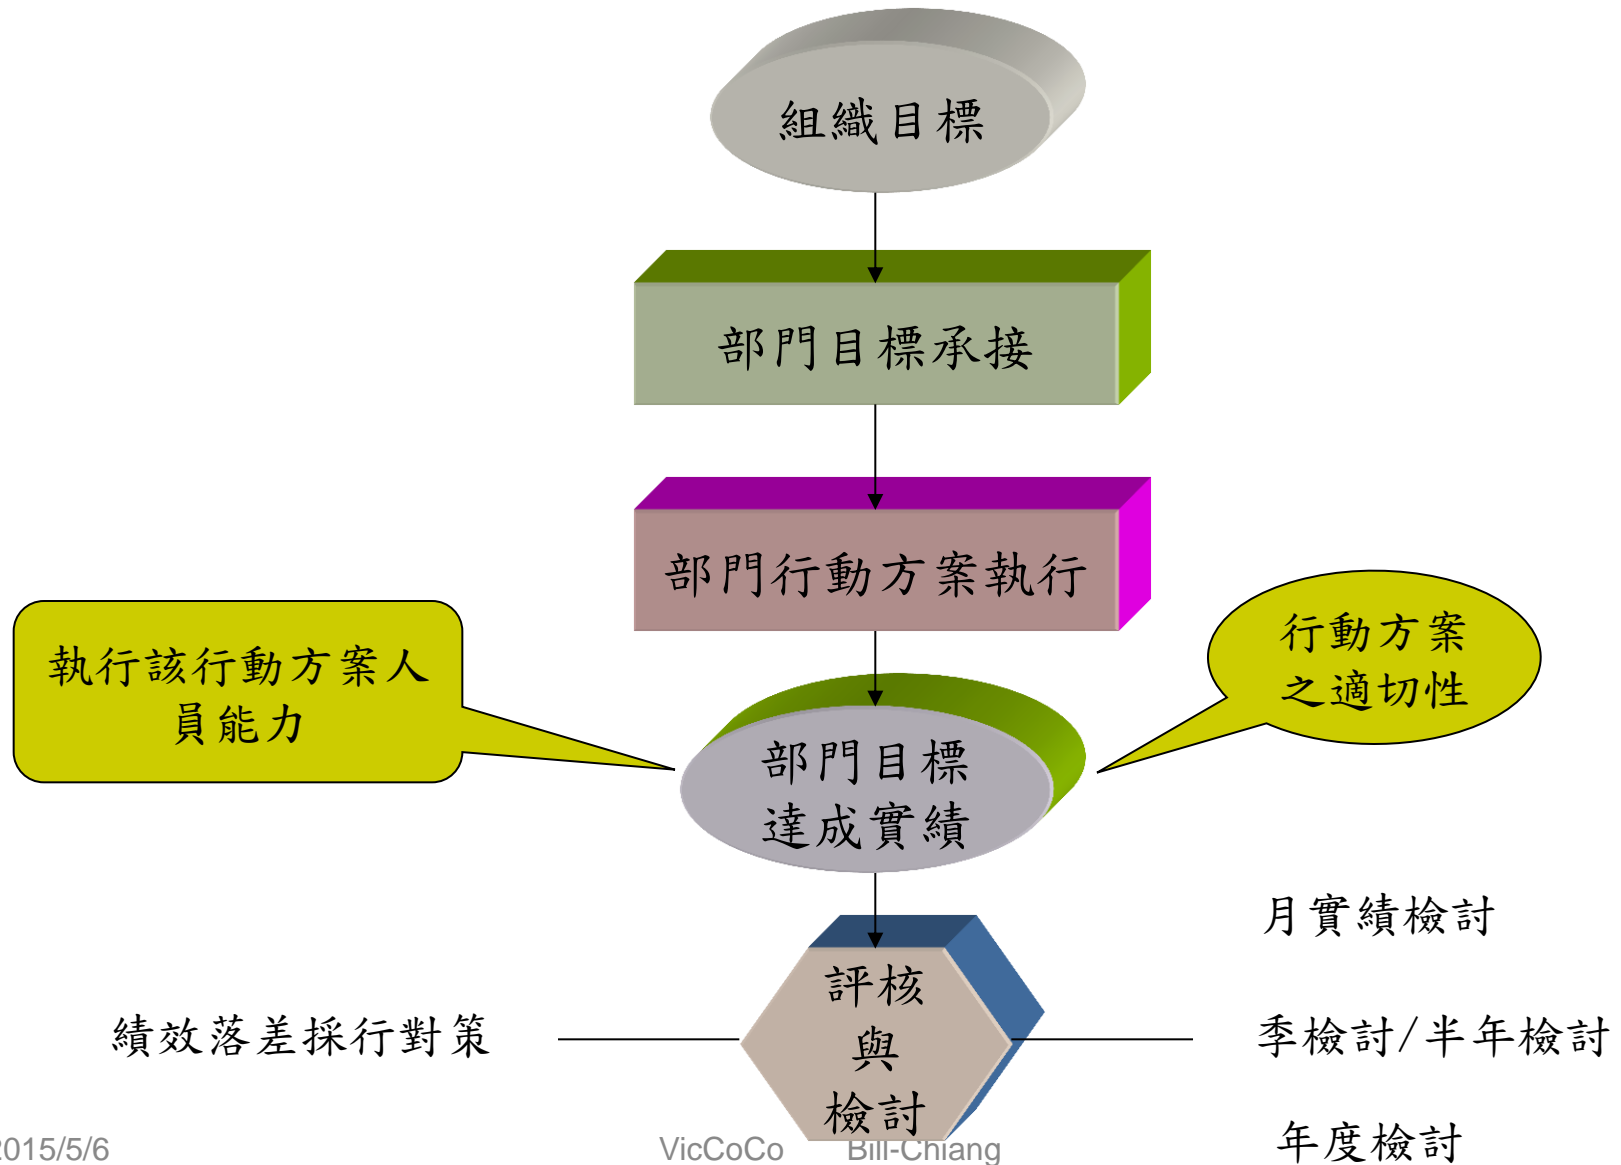 組織目標
部門目標承接
部門行動方案執行
執行該行動方案人
員能力
行動方案
之適切性
部門目標
達成實績
月實績檢討
評核
與
檢討
績效落差採行對策
季檢討/半年檢討
年度檢討
2015/5/6
VicCoCo Bill-Chiang